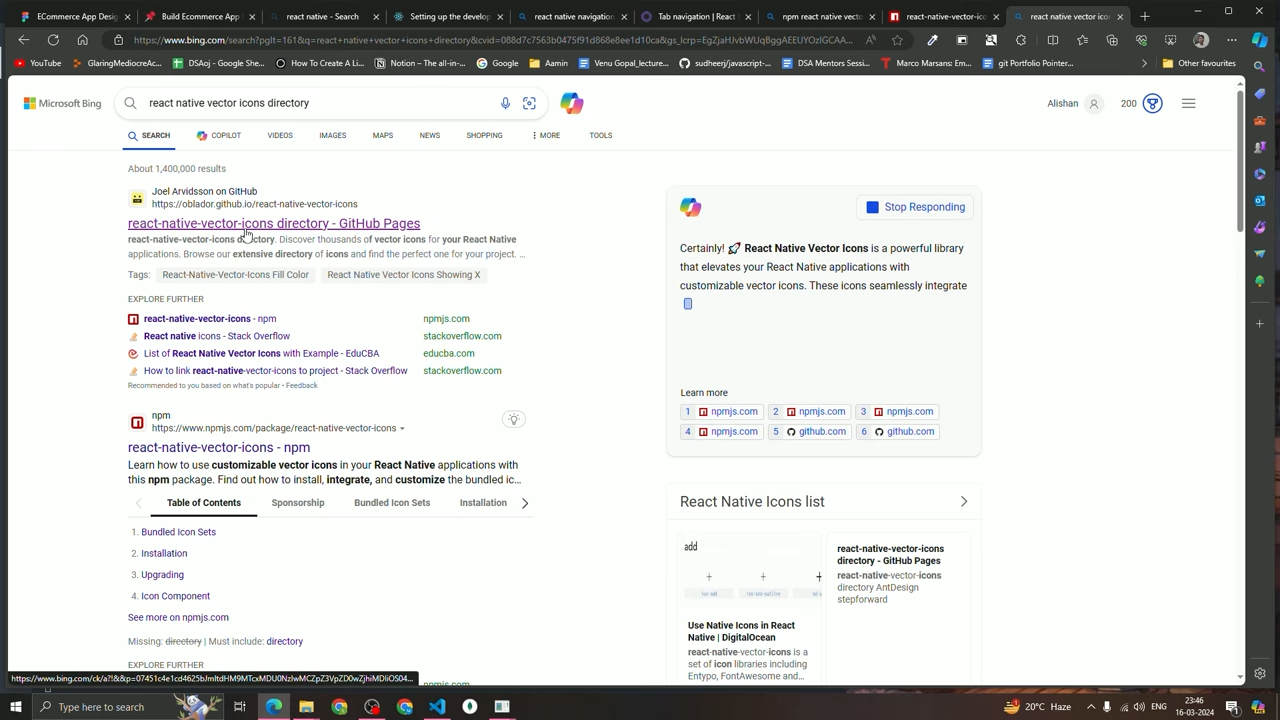 ECommerce App Desig
Build Ecommerce App
react native - Search
Setting up the develop
react native navigation
Tab navigation | React
npm react native vecto
react-native-vector-ico
react native vector ico
https://www.bing.com/search?pglt=161&q=react+native+vector+icons+directory&cvid=088d7c7563b0475f91d868e8ee1d10ca&gs_lcrp=EgZjaHJvbWUqBggAEEUYOzIGCAA...
YouTube
GlaringMediocreAc...
DSAoj - Google She...
How To Create A Li...
Notion – The all-in-...
Google
Aamin
Venu Gopal_lecture...
sudheerj/javascript-...
DSA Mentors Sessi...
Marco Marsans: Em...
git Portfolio Pointer...
Other favourites
Microsoft Bing
react native vector icons directory
Alishan
200
SEARCH
COPILOT
VIDEOS
IMAGES
MAPS
NEWS
SHOPPING
MORE
TOOLS
About 1,400,000 results
Joel Arvidsson on GitHub
https://oblador.github.io/react-native-vector-icons
react-native-vector-icons directory - GitHub Pages
react-native-vector-icons directory. Discover thousands of vector icons for your React Native
applications. Browse our extensive directory of icons and find the perfect one for your project. ...
Tags: React-Native-Vector-Icons Fill Color React Native Vector Icons Showing X
EXPLORE FURTHER
react-native-vector-icons - npm npmjs.com
React native icons - Stack Overflow stackoverflow.com
List of React Native Vector Icons with Example - EduCBA educba.com
How to link react-native-vector-icons to project - Stack Overflow stackoverflow.com
Recommended to you based on what's popular • Feedback
npm
https://www.npmjs.com/package/react-native-vector-icons
react-native-vector-icons - npm
Learn how to use customizable vector icons in your React Native applications with
this npm package. Find out how to install, integrate, and customize the bundled ic...
Table of Contents
Sponsorship
Bundled Icon Sets
Installation
1. Bundled Icon Sets
2. Installation
3. Upgrading
4. Icon Component
See more on npmjs.com
Missing: directory | Must include: directory
EXPLORE FURTHER
npmjs.com
https://www.bing.com/ck/a?!&&p=07451c4e1cd4625bJmltdHM9MTcxMDU0NzIwMCZpZ3VpZD0wZjhiMDliOS04...
Stop Responding
Certainly! 🚀 React Native Vector Icons is a powerful library
that elevates your React Native applications with
customizable vector icons. These icons seamlessly integrate
Learn more
1 npmjs.com 2 npmjs.com 3 npmjs.com
4 npmjs.com 5 github.com 6 github.com
React Native Icons list
add
Use Native Icons in React
Native | DigitalOcean
react-native-vector-icons is a
set of icon libraries including
Entypo, FontAwesome and...
react-native-vector-icons
directory - GitHub Pages
react-native-vector-icons
directory AntDesign
stepforward
Type here to search
20°C Haze
ENG
23:46
16-03-2024